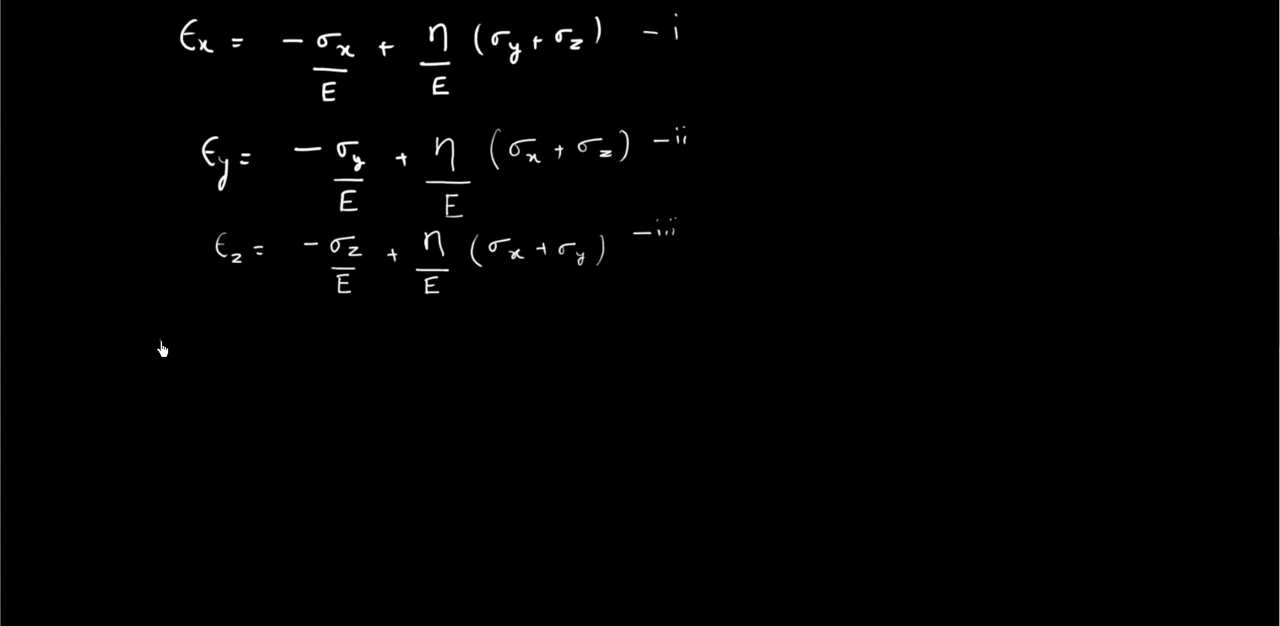 ϵx = - σx/E + η/E (σy + σz) - i
ϵy = - σy/E + η/E (σx + σz) - ii
ϵz = - σz/E + η/E (σx + σy) - iii